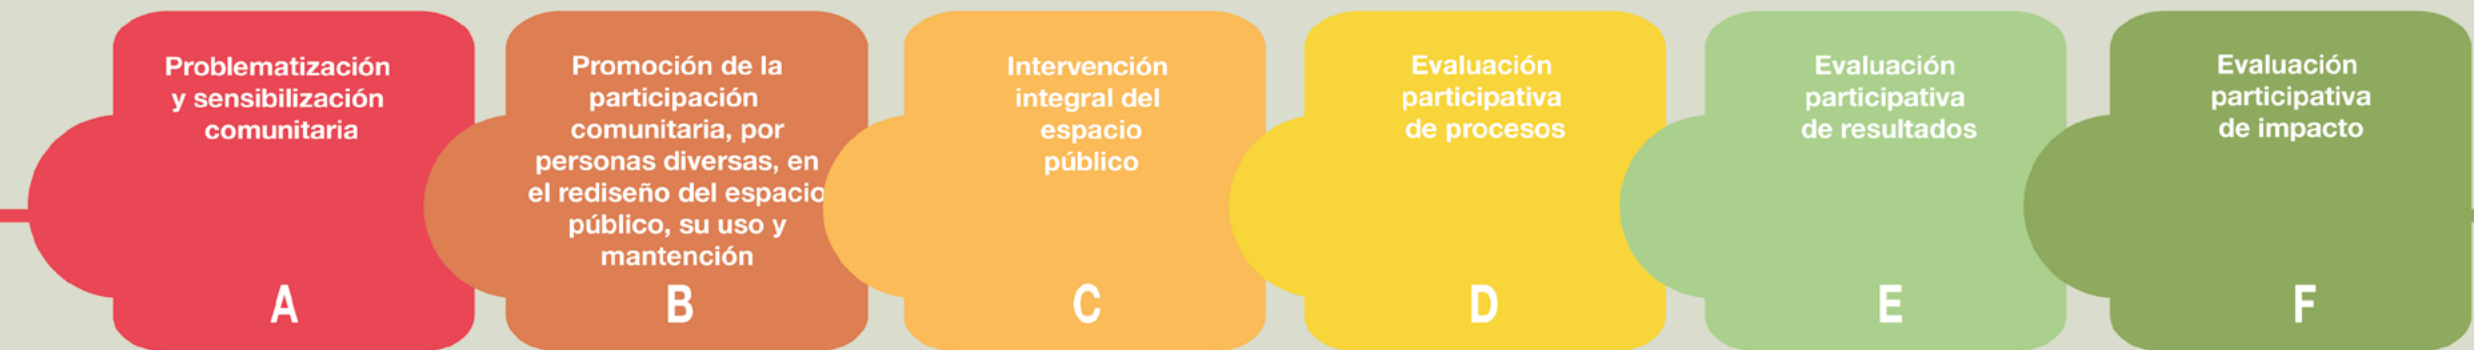 Problematización
y sensibilización
comunitaria
A
Promoción de la
participación
comunitaria, por
personas diversas, en
el rediseño del espacio
público, su uso y
mantención
B
Intervención
integral del
espacio
público
C
Evaluación
participativa
de procesos
D
Evaluación
participativa
de resultados
E
Evaluación
participativa
de impacto
F